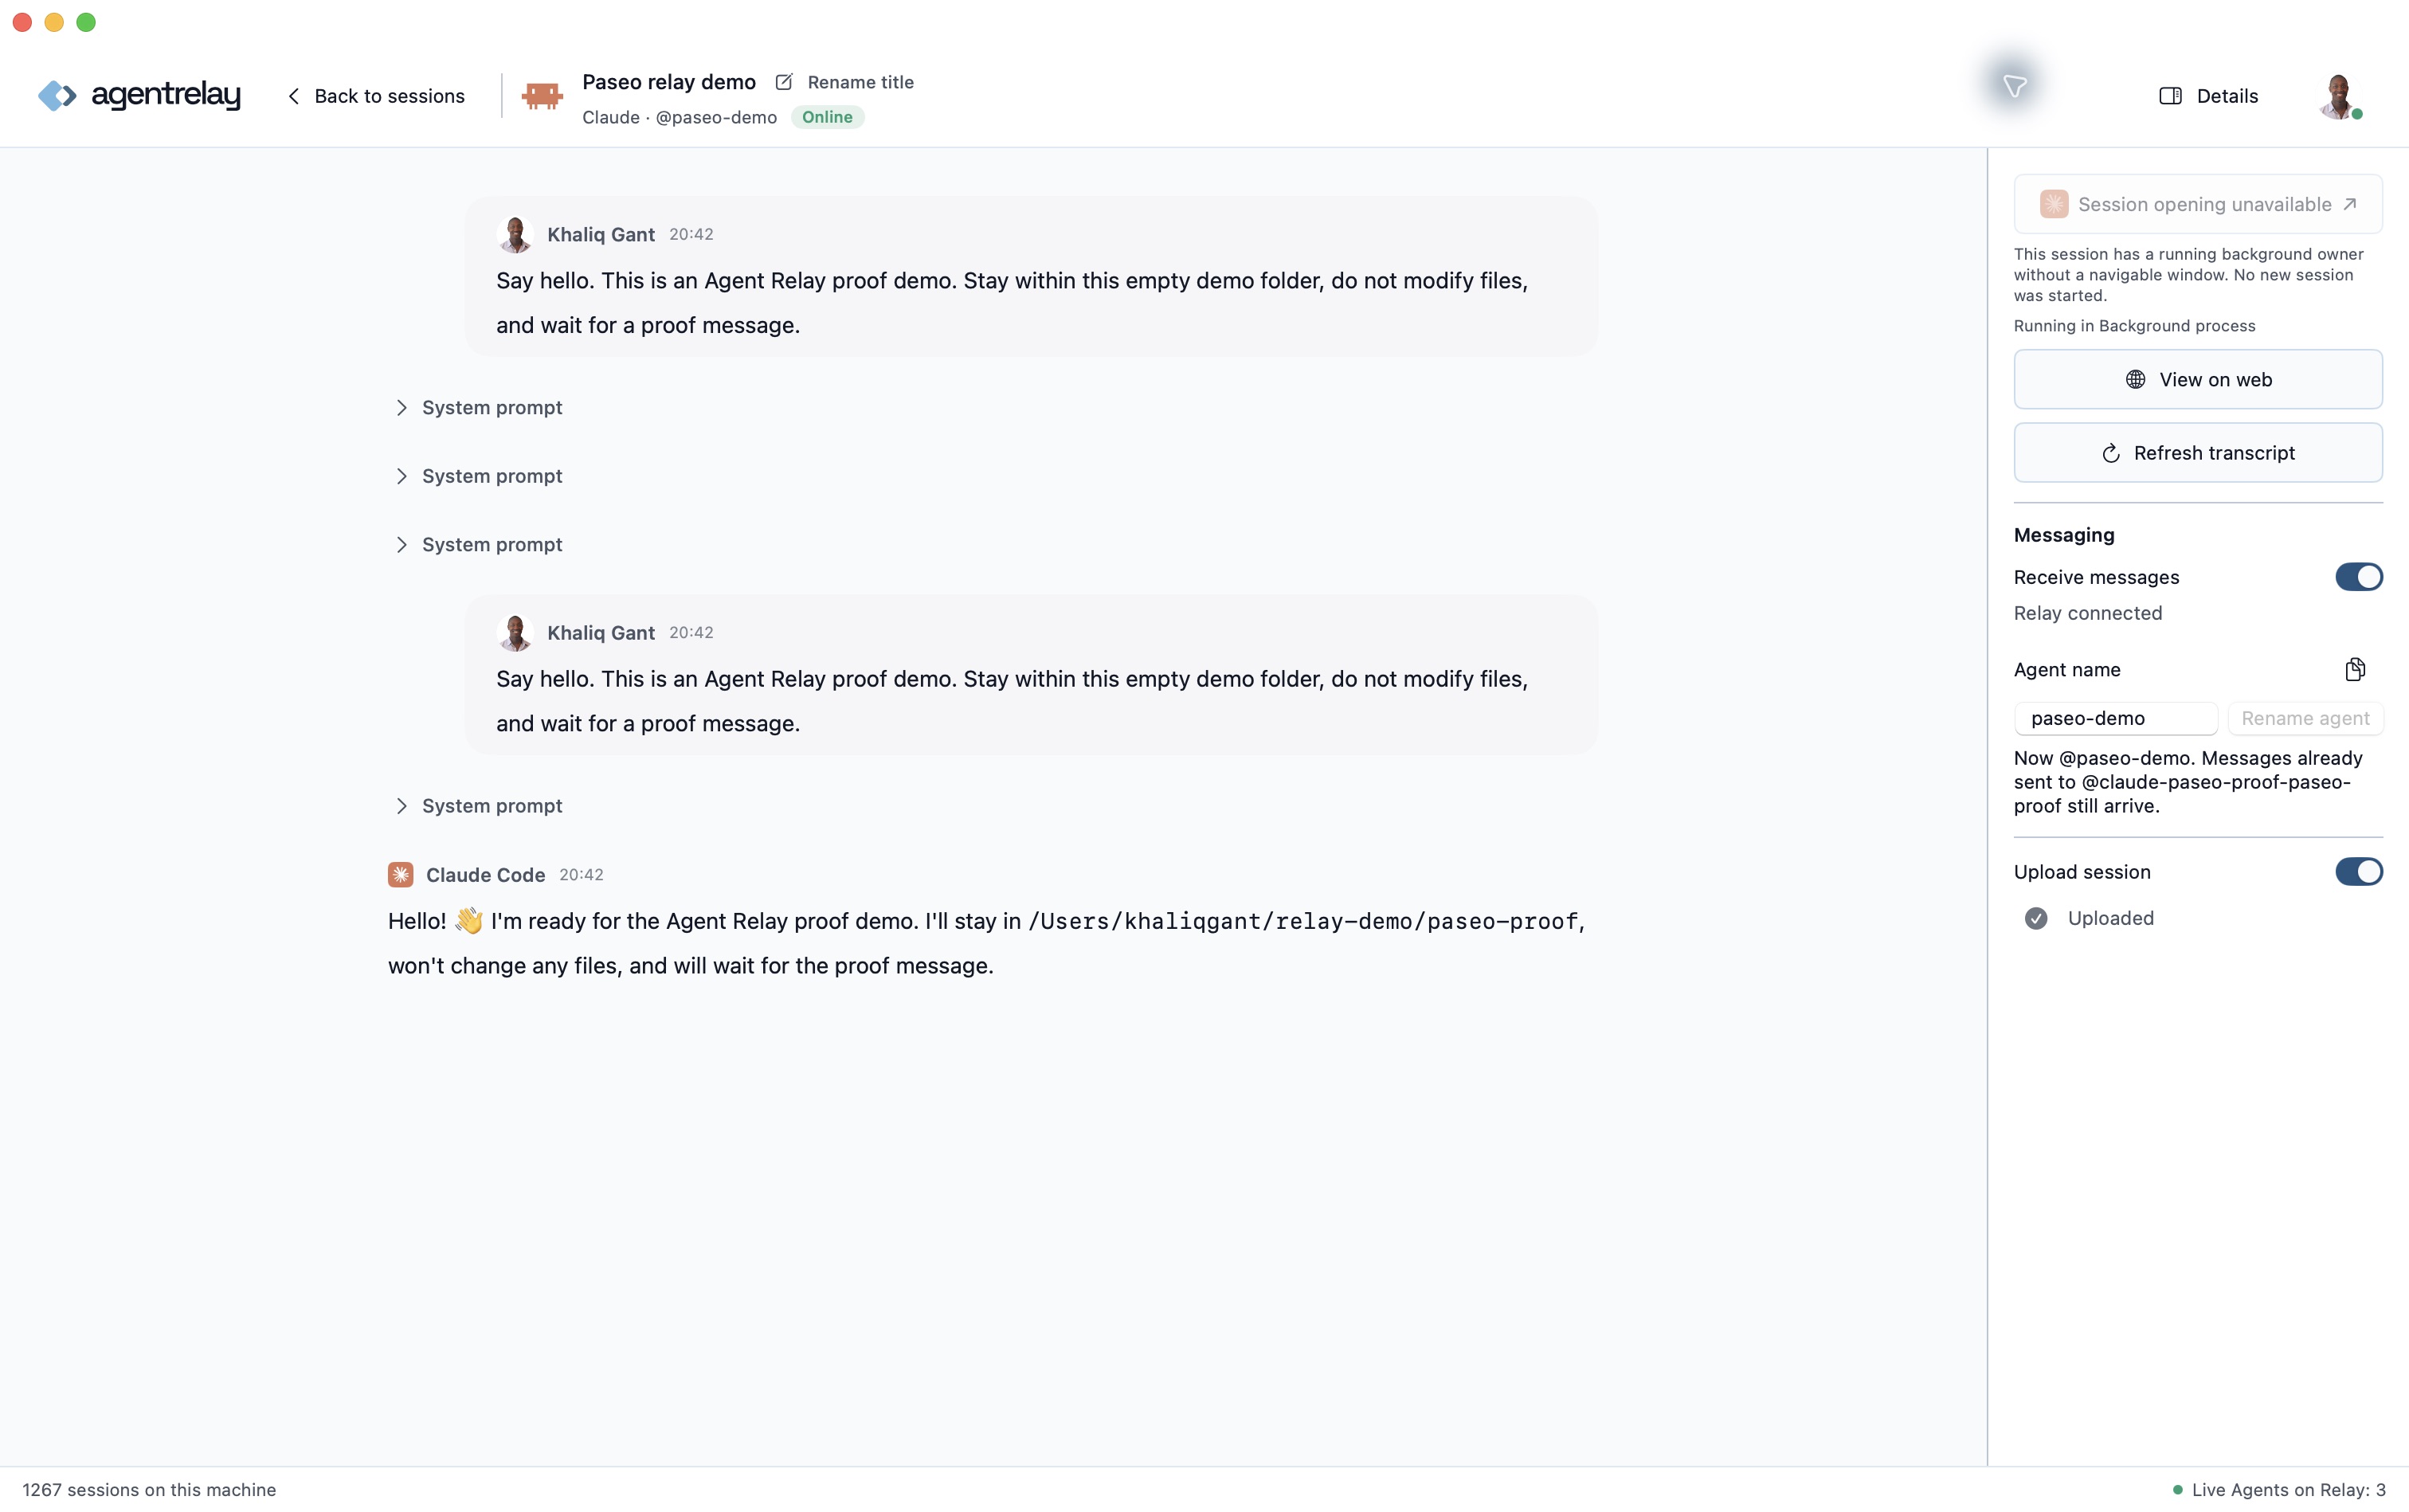 agentrelay
Back to sessions
Paseo relay demo
Rename title
Claude · @paseo-demo
Online
Details
Khaliq Gant 20:42
Say hello. This is an Agent Relay proof demo. Stay within this empty demo folder, do not modify files,
and wait for a proof message.
System prompt
System prompt
System prompt
Khaliq Gant 20:42
Say hello. This is an Agent Relay proof demo. Stay within this empty demo folder, do not modify files,
and wait for a proof message.
System prompt
Claude Code 20:42
Hello! 👋 I'm ready for the Agent Relay proof demo. I'll stay in /Users/khaliqgant/relay-demo/paseo-proof,
won't change any files, and will wait for the proof message.
Session opening unavailable
This session has a running background owner
without a navigable window. No new session
was started.
Running in Background process
View on web
Refresh transcript
Messaging
Receive messages
Relay connected
Agent name
paseo-demo
Rename agent
Now @paseo-demo. Messages already
sent to @claude-paseo-proof-paseo-
proof still arrive.
Upload session
Uploaded
1267 sessions on this machine
Live Agents on Relay: 3